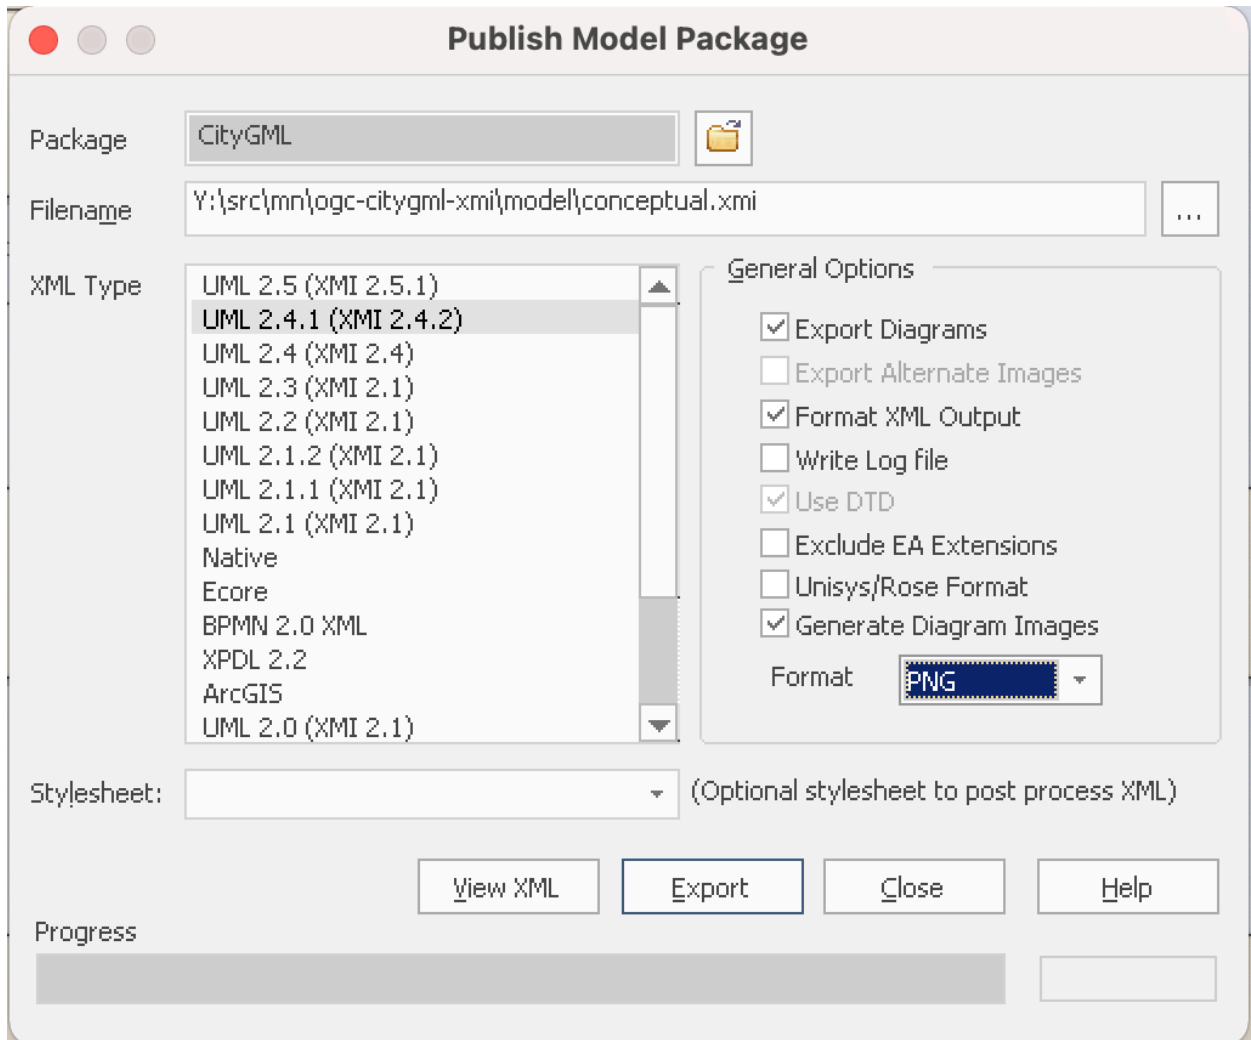 Publish Model Package
Package
CityGML
Filename
Y:\src\mn\ogc-citygml-xmi\model\conceptual.xmi
...
XML Type
UML 2.5 (XMI 2.5.1)
UML 2.4.1 (XMI 2.4.2)
UML 2.4 (XMI 2.4)
UML 2.3 (XMI 2.1)
UML 2.2 (XMI 2.1)
UML 2.1.2 (XMI 2.1)
UML 2.1.1 (XMI 2.1)
UML 2.1 (XMI 2.1)
Native
Ecore
BPMN 2.0 XML
XPDL 2.2
ArcGIS
UML 2.0 (XMI 2.1)
General Options
Export Diagrams
Export Alternate Images
Format XML Output
Write Log file
Use DTD
Exclude EA Extensions
Unisys/Rose Format
Generate Diagram Images
Format
PNG
Stylesheet:
(Optional stylesheet to post process XML)
View XML
Export
Close
Help
Progress